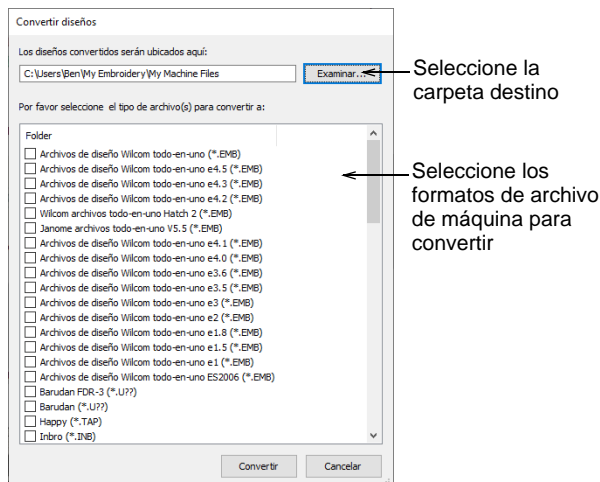 Convertir diseños
Los diseños convertidos serán ubicados aquí:
C:\Users\Ben\My Embroidery\My Machine Files
Examinar...
Seleccione la
carpeta destino
Por favor seleccione el tipo de archivo(s) para convertir a:
Folder
Archivos de diseño Wilcom todo-en-uno (*.EMB)
Archivos de diseño Wilcom todo-en-uno e4.5 (*.EMB)
Archivos de diseño Wilcom todo-en-uno e4.3 (*.EMB)
Archivos de diseño Wilcom todo-en-uno e4.2 (*.EMB)
Wilcom archivos todo-en-uno Hatch 2 (*.EMB)
Janome archivos todo-en-uno V5.5 (*.EMB)
Archivos de diseño Wilcom todo-en-uno e4.1 (*.EMB)
Archivos de diseño Wilcom todo-en-uno e4.0 (*.EMB)
Archivos de diseño Wilcom todo-en-uno e3.6 (*.EMB)
Archivos de diseño Wilcom todo-en-uno e3.5 (*.EMB)
Archivos de diseño Wilcom todo-en-uno e3 (*.EMB)
Archivos de diseño Wilcom todo-en-uno e2 (*.EMB)
Archivos de diseño Wilcom todo-en-uno e1.8 (*.EMB)
Archivos de diseño Wilcom todo-en-uno e1.5 (*.EMB)
Archivos de diseño Wilcom todo-en-uno e1 (*.EMB)
Archivos de diseño Wilcom todo-en-uno ES2006 (*.EMB)
Barudan FDR-3 (*.U??)
Barudan (*.U??)
Happy (*.TAP)
Inbro (*.INB)
Seleccione los
formatos de archivo
de máquina para
convertir
Convertir
Cancelar